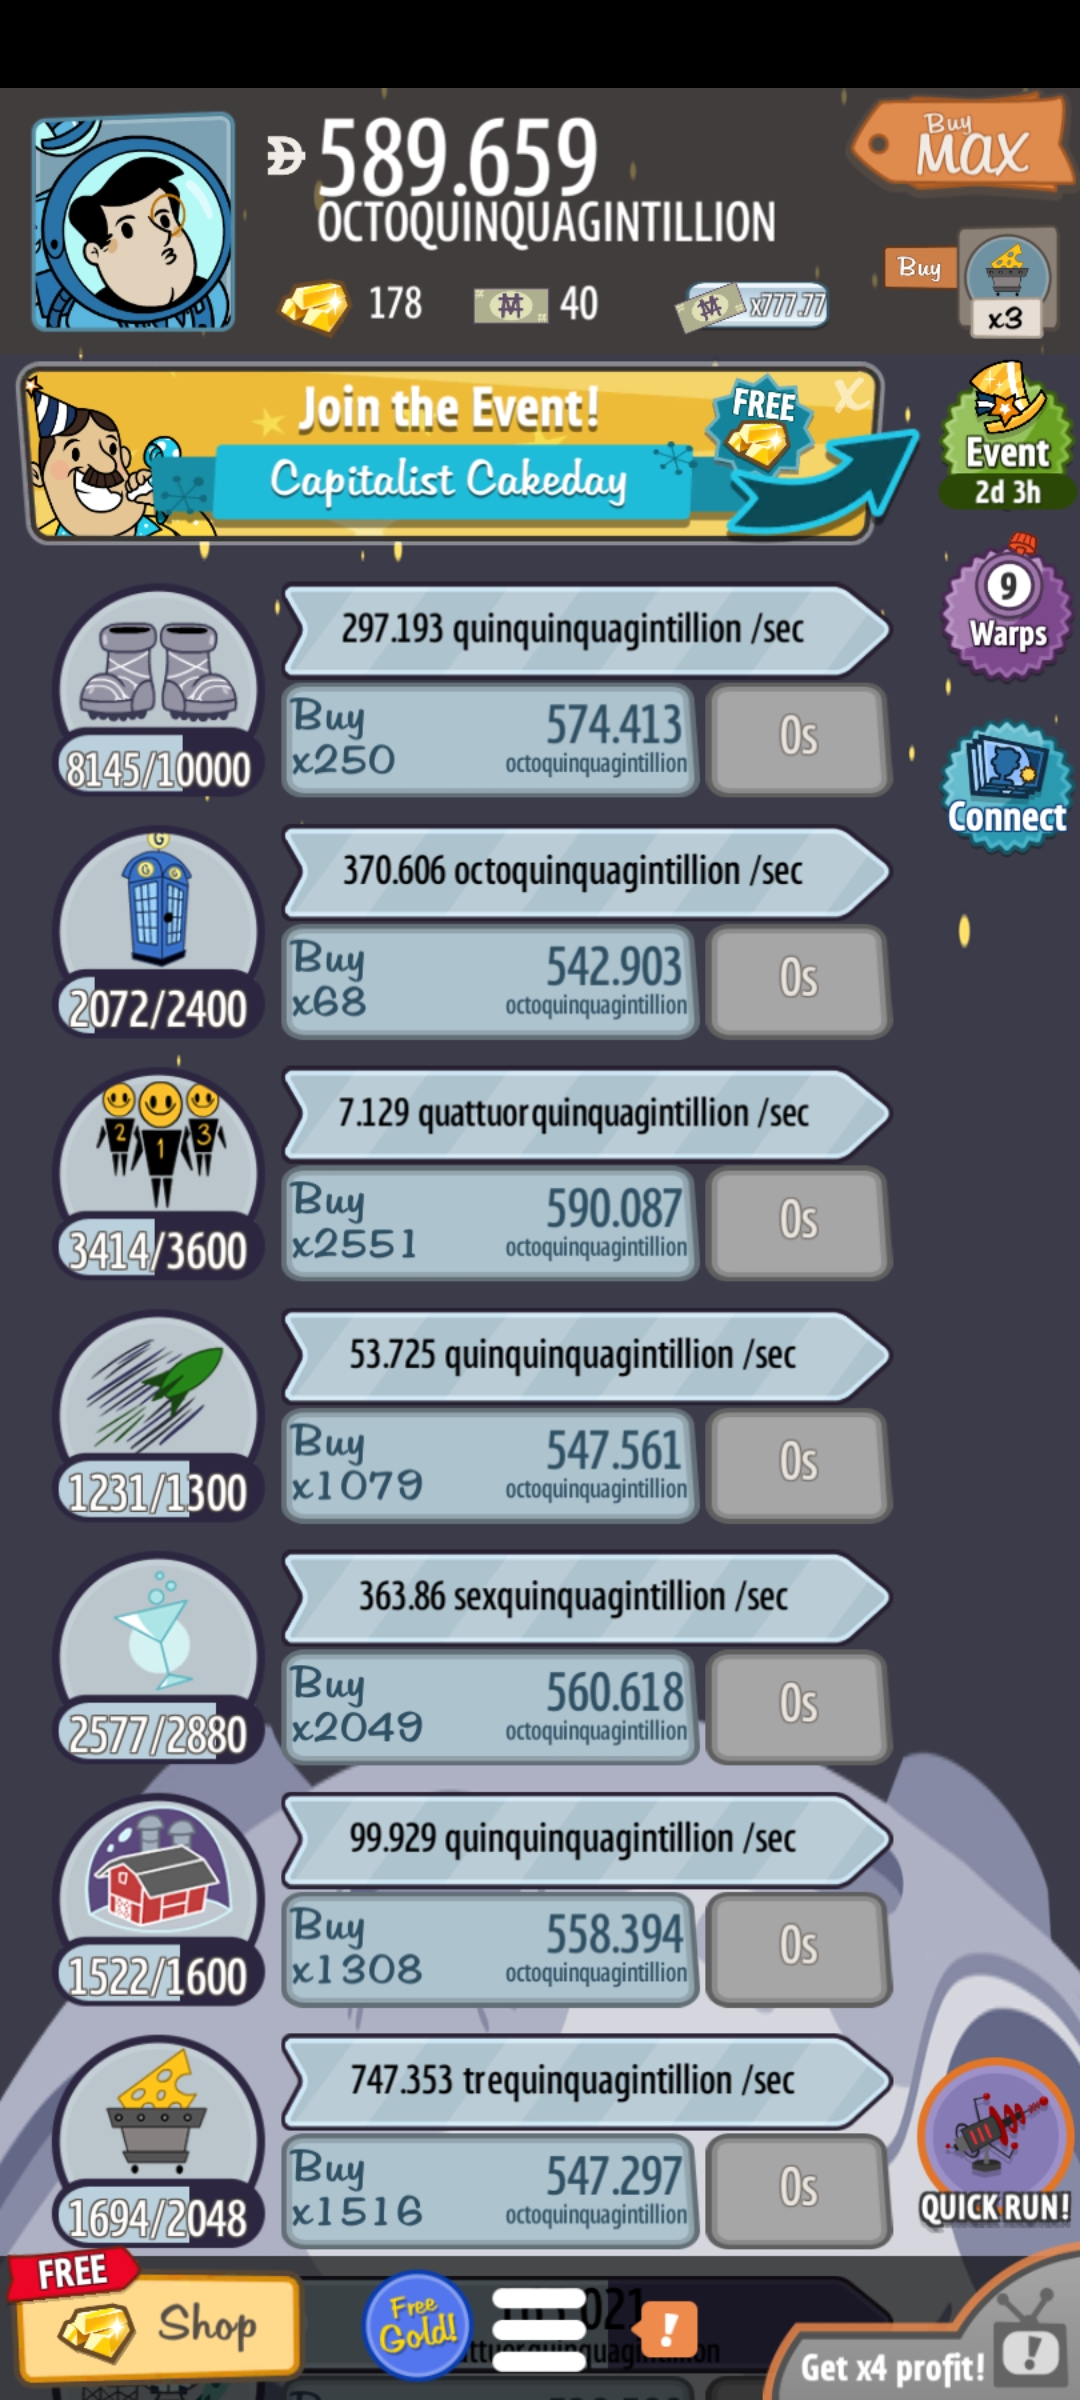 589.659
OCTOQUINQUAGINTILLION
Buy
MAX
178
40
x777.77
Buy
x3
Join the Event!
FREE
X
Capitalist Cakeday
Event
2d 3h
9
Warps
Connect
297.193 quinquinquagintillion /sec
Buy
x250
574.413
octoquinquagintillion
0s
8145/10000
G
G G
370.606 octoquinquagintillion /sec
Buy
x68
542.903
octoquinquagintillion
0s
2072/2400
2 1 3
7.129 quattuorquinquagintillion /sec
Buy
x2551
590.087
octoquinquagintillion
0s
3414/3600
53.725 quinquinquagintillion /sec
Buy
x1079
547.561
octoquinquagintillion
0s
1231/1300
363.86 sexquinquagintillion /sec
Buy
x2049
560.618
octoquinquagintillion
0s
2577/2880
99.929 quinquinquagintillion /sec
Buy
x1308
558.394
octoquinquagintillion
0s
1522/1600
747.353 trequinquagintillion /sec
Buy
x1516
547.297
octoquinquagintillion
0s
1694/2048
QUICK RUN!
FREE
Shop
Free
Gold!
!
Get x4 profit!
!